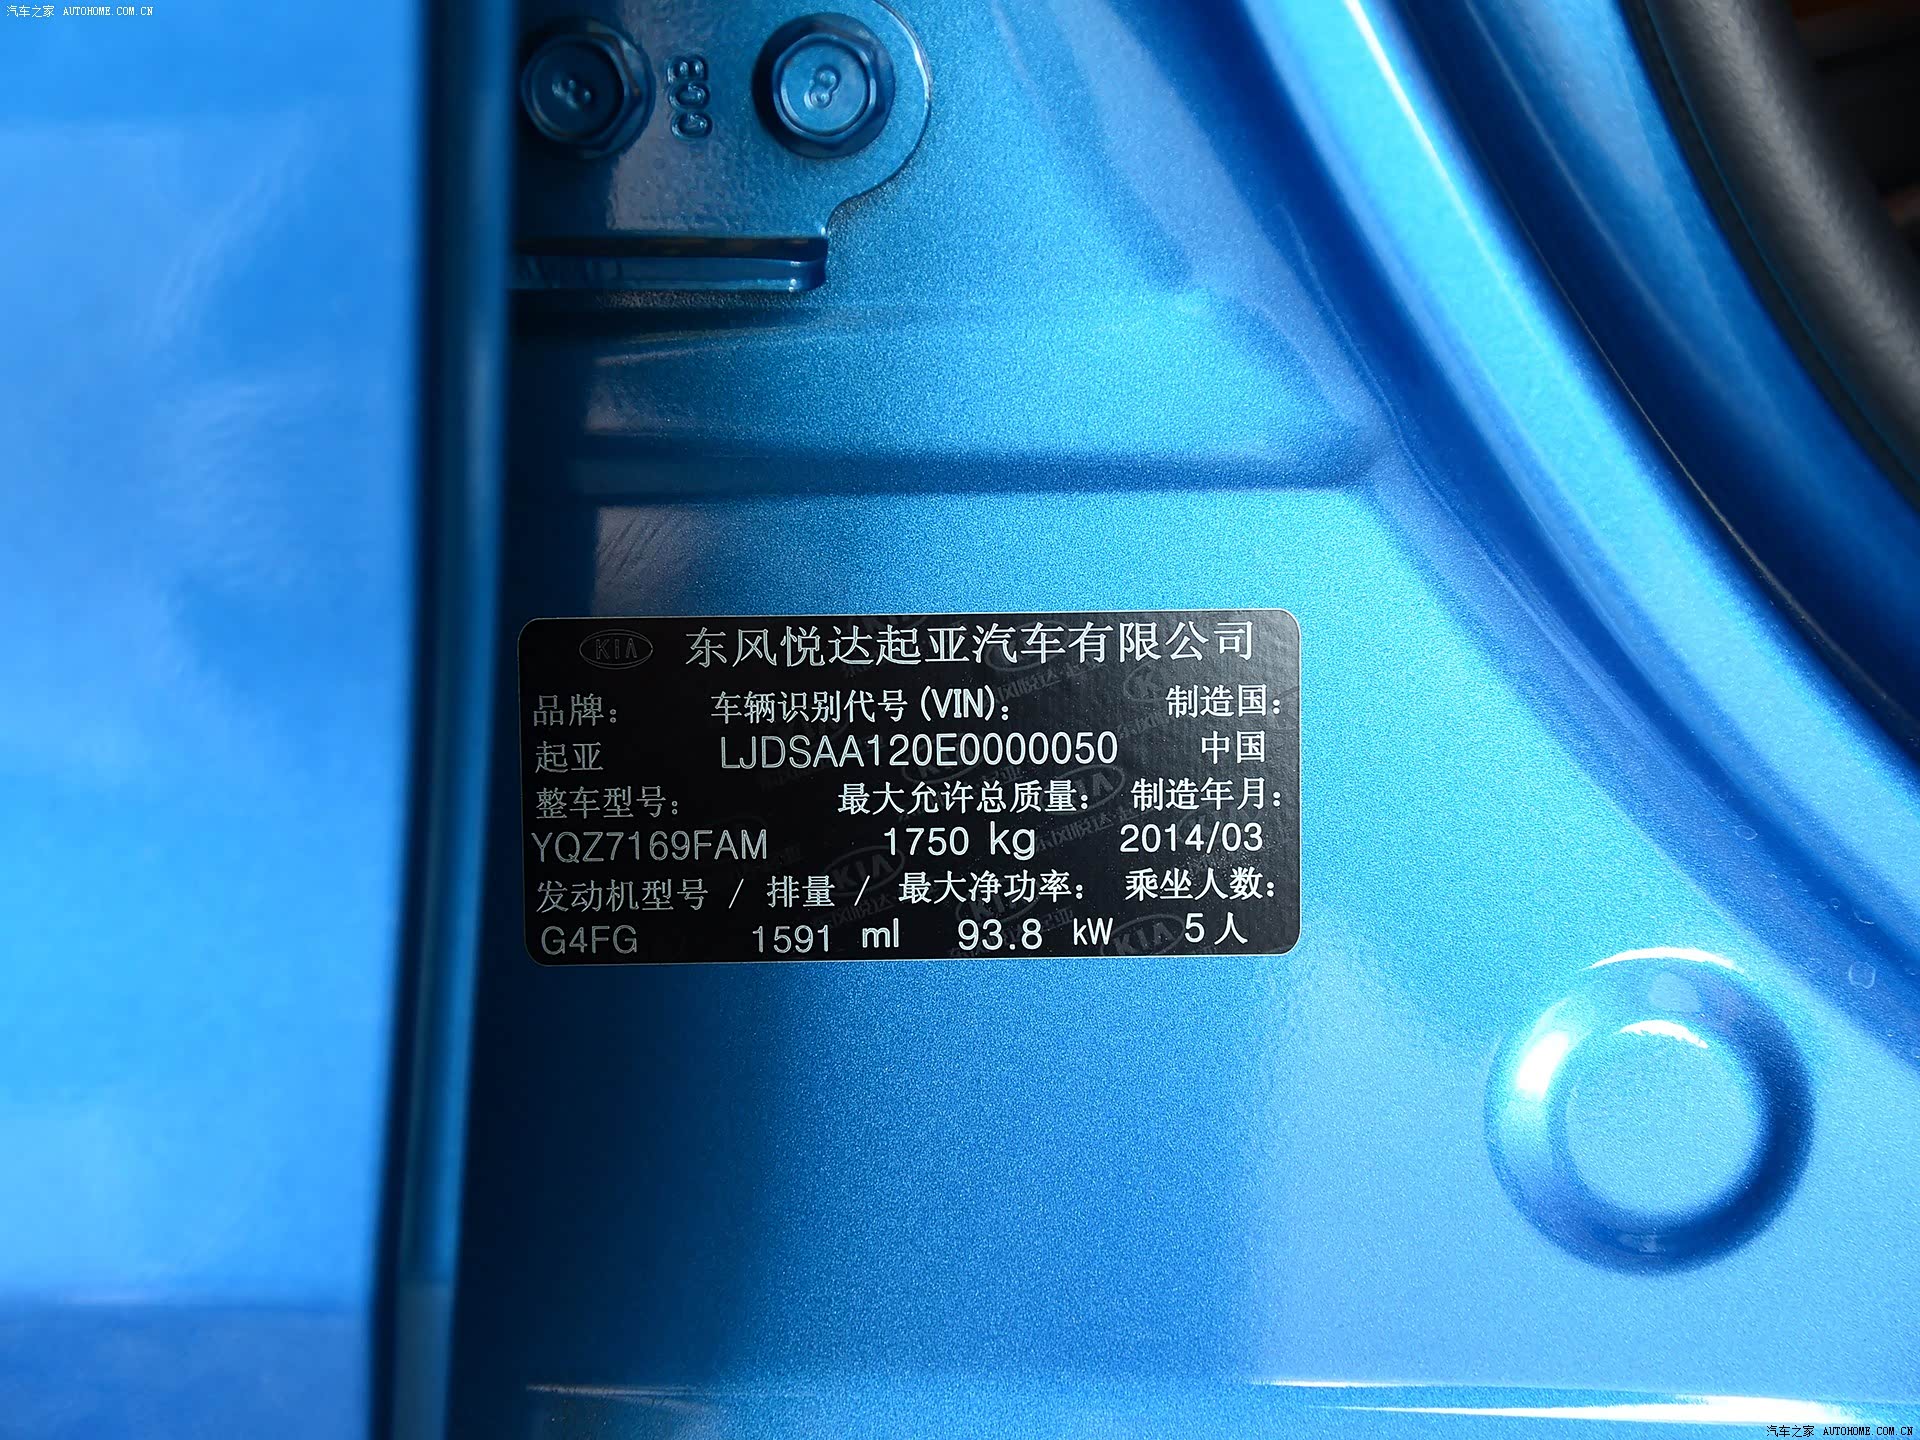 汽车之家 AUTOHOME.COM.CN
8 CC3 8
KIA 东风悦达起亚汽车有限公司
品牌： 车辆识别代号(VIN)： 制造国：
起亚 LJDSAA120E0000050 中国
整车型号： 最大允许总质量： 制造年月：
YQZ7169FAM 1750 kg 2014/03
发动机型号 / 排量 / 最大净功率： 乘坐人数：
G4FG 1591 ml 93.8 kW 5人
汽车之家 AUTOHOME.COM.CN